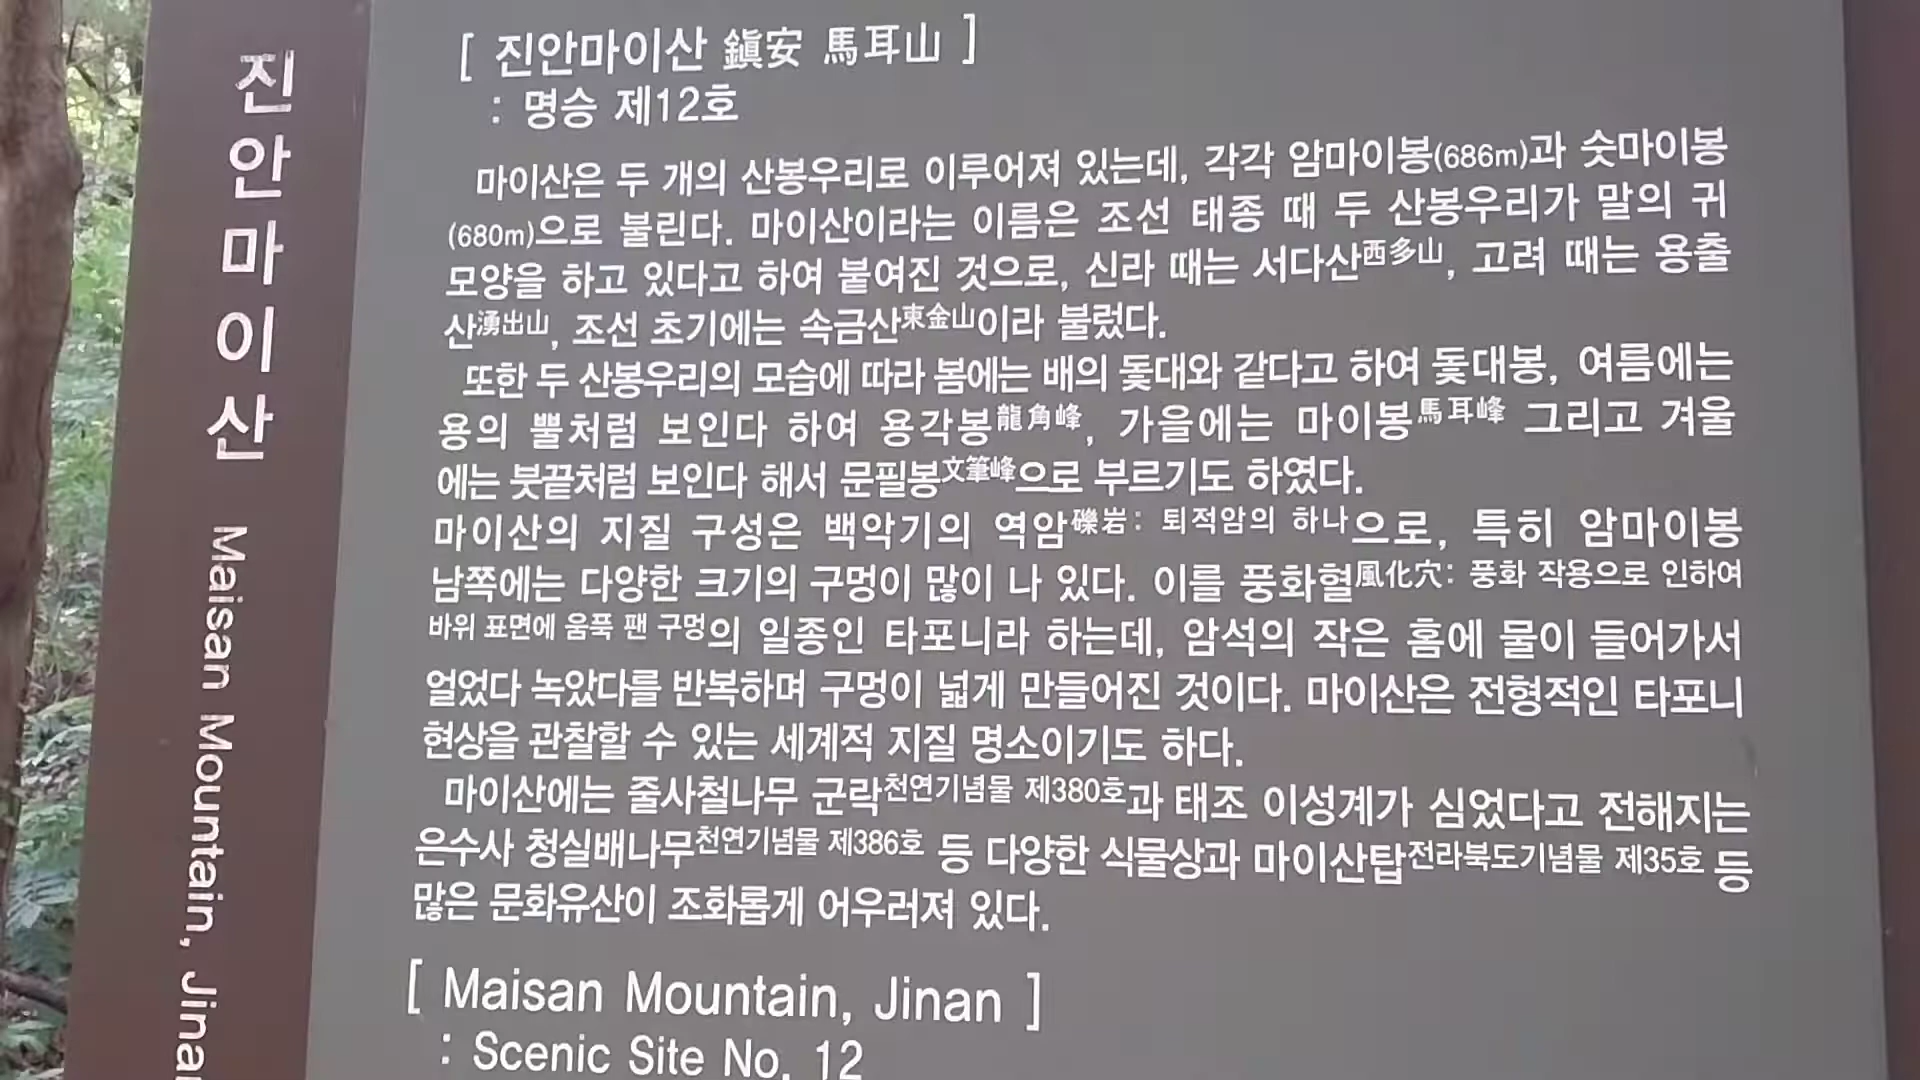 진안마이산
Maisan Mountain, Jinan
[ 진안마이산 鎭安 馬耳山 ]
: 명승 제12호
마이산은 두 개의 산봉우리로 이루어져 있는데, 각각 암마이봉(686m)과 숫마이봉
(680m)으로 불린다. 마이산이라는 이름은 조선 태종 때 두 산봉우리가 말의 귀
모양을 하고 있다고 하여 붙여진 것으로, 신라 때는 서다산西多山, 고려 때는 용출
산湧出山, 조선 초기에는 속금산束金山이라 불렀다.
또한 두 산봉우리의 모습에 따라 봄에는 배의 돛대와 같다고 하여 돛대봉, 여름에는
용의 뿔처럼 보인다 하여 용각봉龍角峰, 가을에는 마이봉馬耳峰 그리고 겨울
에는 붓끝처럼 보인다 해서 문필봉文筆峰으로 부르기도 하였다.
마이산의 지질 구성은 백악기의 역암礫岩: 퇴적암의 하나으로, 특히 암마이봉
남쪽에는 다양한 크기의 구멍이 많이 나 있다. 이를 풍화혈風化穴: 풍화 작용으로 인하여
바위 표면에 움푹 팬 구멍의 일종인 타포니라 하는데, 암석의 작은 홈에 물이 들어가서
얼었다 녹았다를 반복하며 구멍이 넓게 만들어진 것이다. 마이산은 전형적인 타포니
현상을 관찰할 수 있는 세계적 지질 명소이기도 하다.
마이산에는 줄사철나무 군락천연기념물 제380호과 태조 이성계가 심었다고 전해지는
은수사 청실배나무천연기념물 제386호 등 다양한 식물상과 마이산탑전라북도기념물 제35호 등
많은 문화유산이 조화롭게 어우러져 있다.
[ Maisan Mountain, Jinan ]
: Scenic Site No. 12